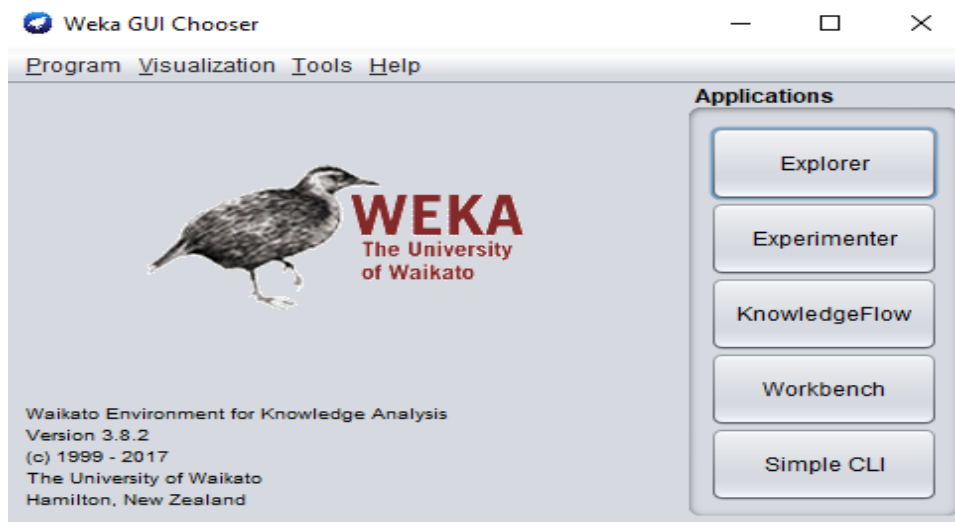 Weka GUI Chooser
Program Visualization Tools Help
Applications
Explorer
Experimenter
KnowledgeFlow
Workbench
Simple CLI
WEKA
The University
of Waikato
Waikato Environment for Knowledge Analysis
Version 3.8.2
(c) 1999 - 2017
The University of Waikato
Hamilton, New Zealand